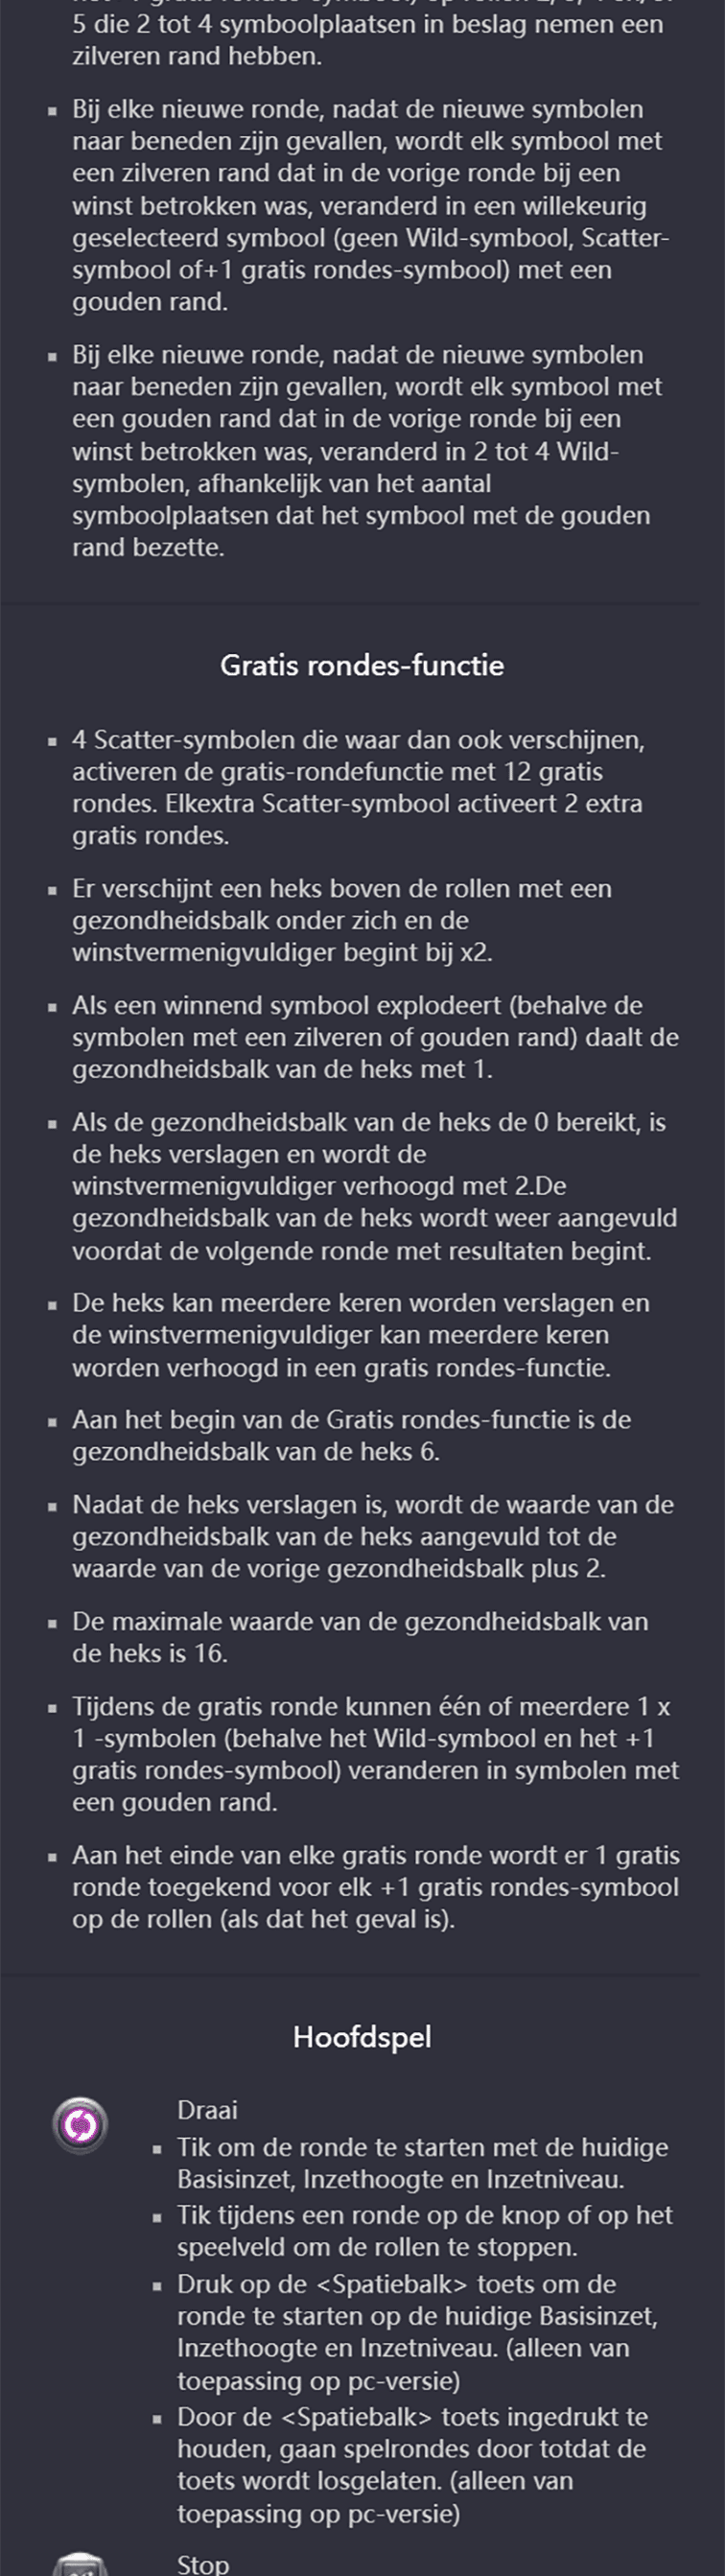 5 die 2 tot 4 symboolplaatsen in beslag nemen een
zilveren rand hebben.
Bij elke nieuwe ronde, nadat de nieuwe symbolen
naar beneden zijn gevallen, wordt elk symbool met
een zilveren rand dat in de vorige ronde bij een
winst betrokken was, veranderd in een willekeurig
geselecteerd symbool (geen Wild-symbool, Scatter-
symbool of+1 gratis rondes-symbool) met een
gouden rand.
Bij elke nieuwe ronde, nadat de nieuwe symbolen
naar beneden zijn gevallen, wordt elk symbool met
een gouden rand dat in de vorige ronde bij een
winst betrokken was, veranderd in 2 tot 4 Wild-
symbolen, afhankelijk van het aantal
symboolplaatsen dat het symbool met de gouden
rand bezette.
Gratis rondes-functie
4 Scatter-symbolen die waar dan ook verschijnen,
activeren de gratis-rondefunctie met 12 gratis
rondes. Elkextra Scatter-symbool activeert 2 extra
gratis rondes.
Er verschijnt een heks boven de rollen met een
gezondheidsbalk onder zich en de
winstvermenigvuldiger begint bij x2.
Als een winnend symbool explodeert (behalve de
symbolen met een zilveren of gouden rand) daalt de
gezondheidsbalk van de heks met 1.
Als de gezondheidsbalk van de heks de 0 bereikt, is
de heks verslagen en wordt de
winstvermenigvuldiger verhoogd met 2.De
gezondheidsbalk van de heks wordt weer aangevuld
voordat de volgende ronde met resultaten begint.
De heks kan meerdere keren worden verslagen en
de winstvermenigvuldiger kan meerdere keren
worden verhoogd in een gratis rondes-functie.
Aan het begin van de Gratis rondes-functie is de
gezondheidsbalk van de heks 6.
Nadat de heks verslagen is, wordt de waarde van de
gezondheidsbalk van de heks aangevuld tot de
waarde van de vorige gezondheidsbalk plus 2.
De maximale waarde van de gezondheidsbalk van
de heks is 16.
Tijdens de gratis ronde kunnen één of meerdere 1 x
1 -symbolen (behalve het Wild-symbool en het +1
gratis rondes-symbool) veranderen in symbolen met
een gouden rand.
Aan het einde van elke gratis ronde wordt er 1 gratis
ronde toegekend voor elk +1 gratis rondes-symbool
op de rollen (als dat het geval is).
Hoofdspel
Draai
Tik om de ronde te starten met de huidige
Basisinzet, Inzethoogte en Inzetniveau.
Tik tijdens een ronde op de knop of op het
speelveld om de rollen te stoppen.
Druk op de <Spatiebalk> toets om de
ronde te starten op de huidige Basisinzet,
Inzethoogte en Inzetniveau. (alleen van
toepassing op pc-versie)
Door de <Spatiebalk> toets ingedrukt te
houden, gaan spelrondes door totdat de
toets wordt losgelaten. (alleen van
toepassing op pc-versie)
Stop